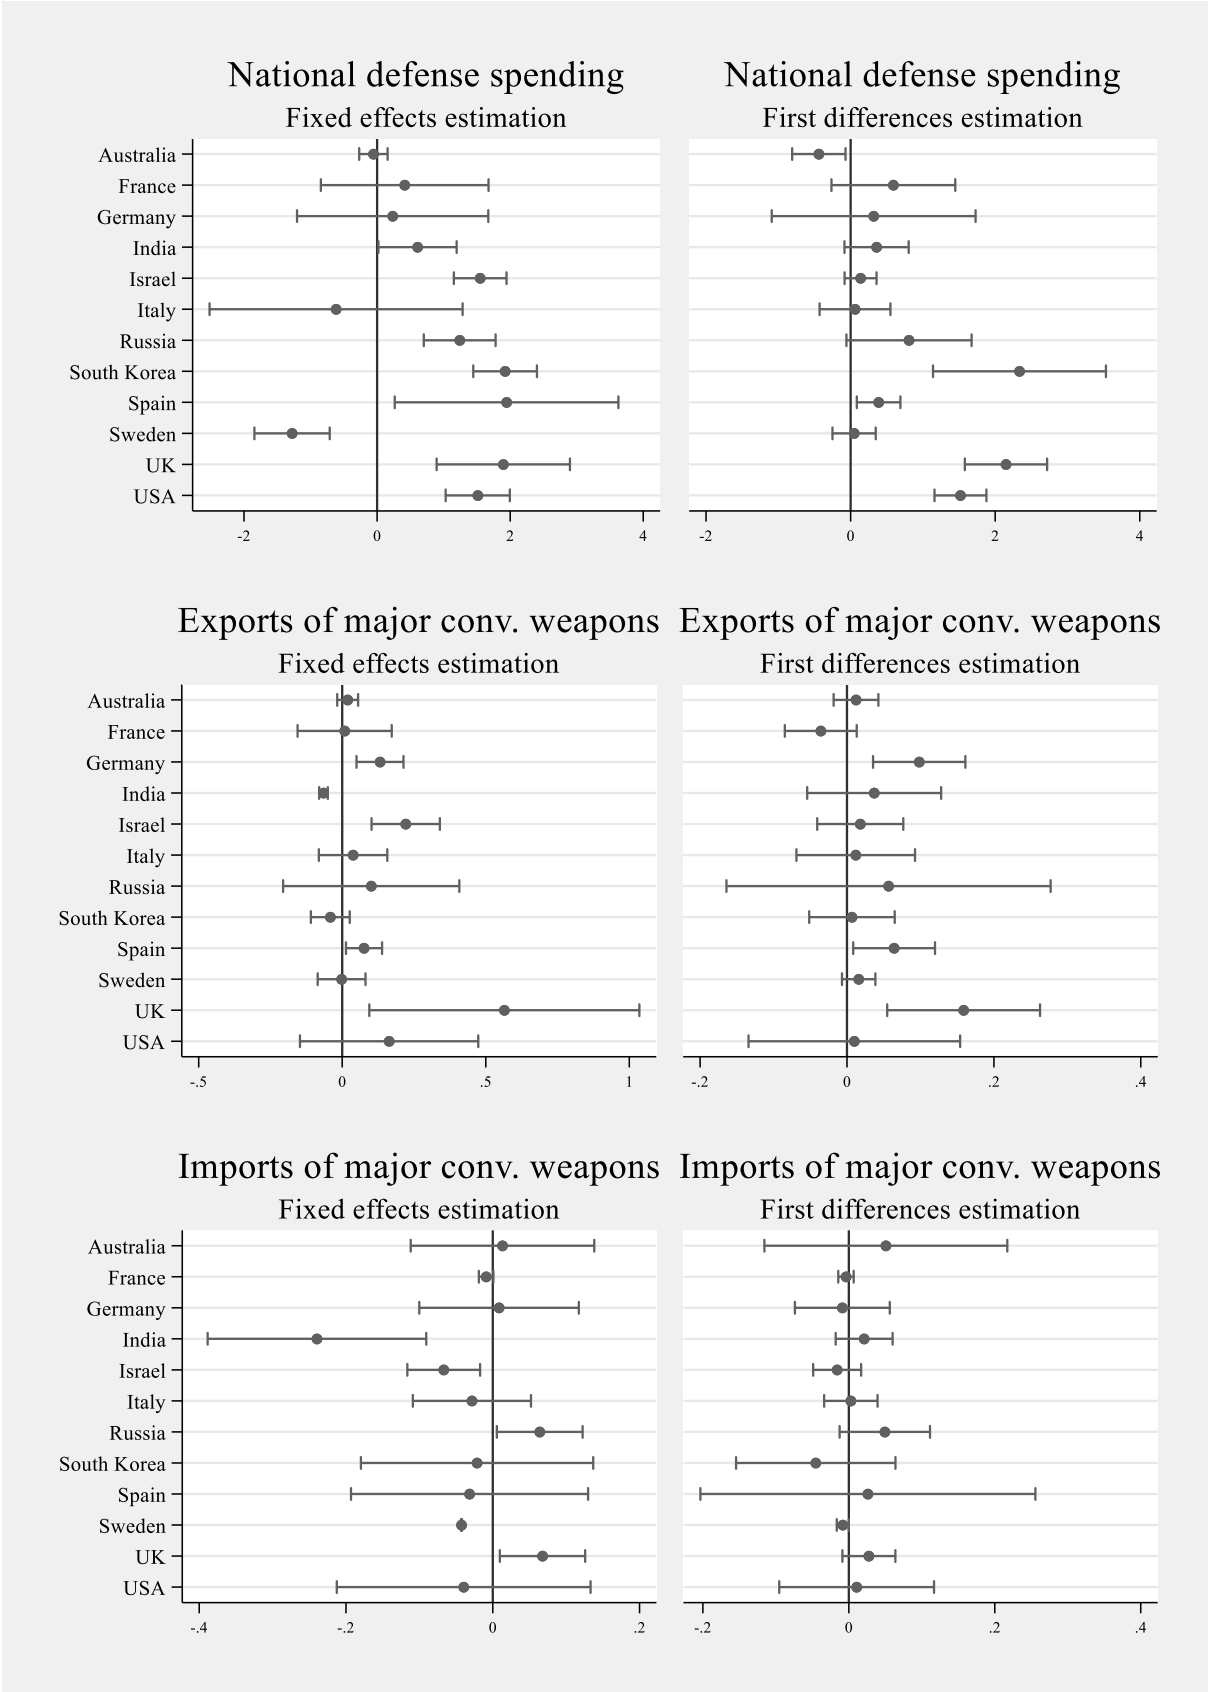 National defense spending National defense spending
Fixed effects estimation First differences estimation
Australia
France
Germany
India
Israel
Italy
Russia
South Korea
Spain
Sweden
UK
USA
-2 0 2 4 -2 0 2 4
Exports of major conv. weapons Exports of major conv. weapons
Fixed effects estimation First differences estimation
Australia
France
Germany
India
Israel
Italy
Russia
South Korea
Spain
Sweden
UK
USA
-.5 0 .5 1 -.2 0 .2 .4
Imports of major conv. weapons Imports of major conv. weapons
Fixed effects estimation First differences estimation
Australia
France
Germany
India
Israel
Italy
Russia
South Korea
Spain
Sweden
UK
USA
-.4 -.2 0 .2 -.2 0 .2 .4